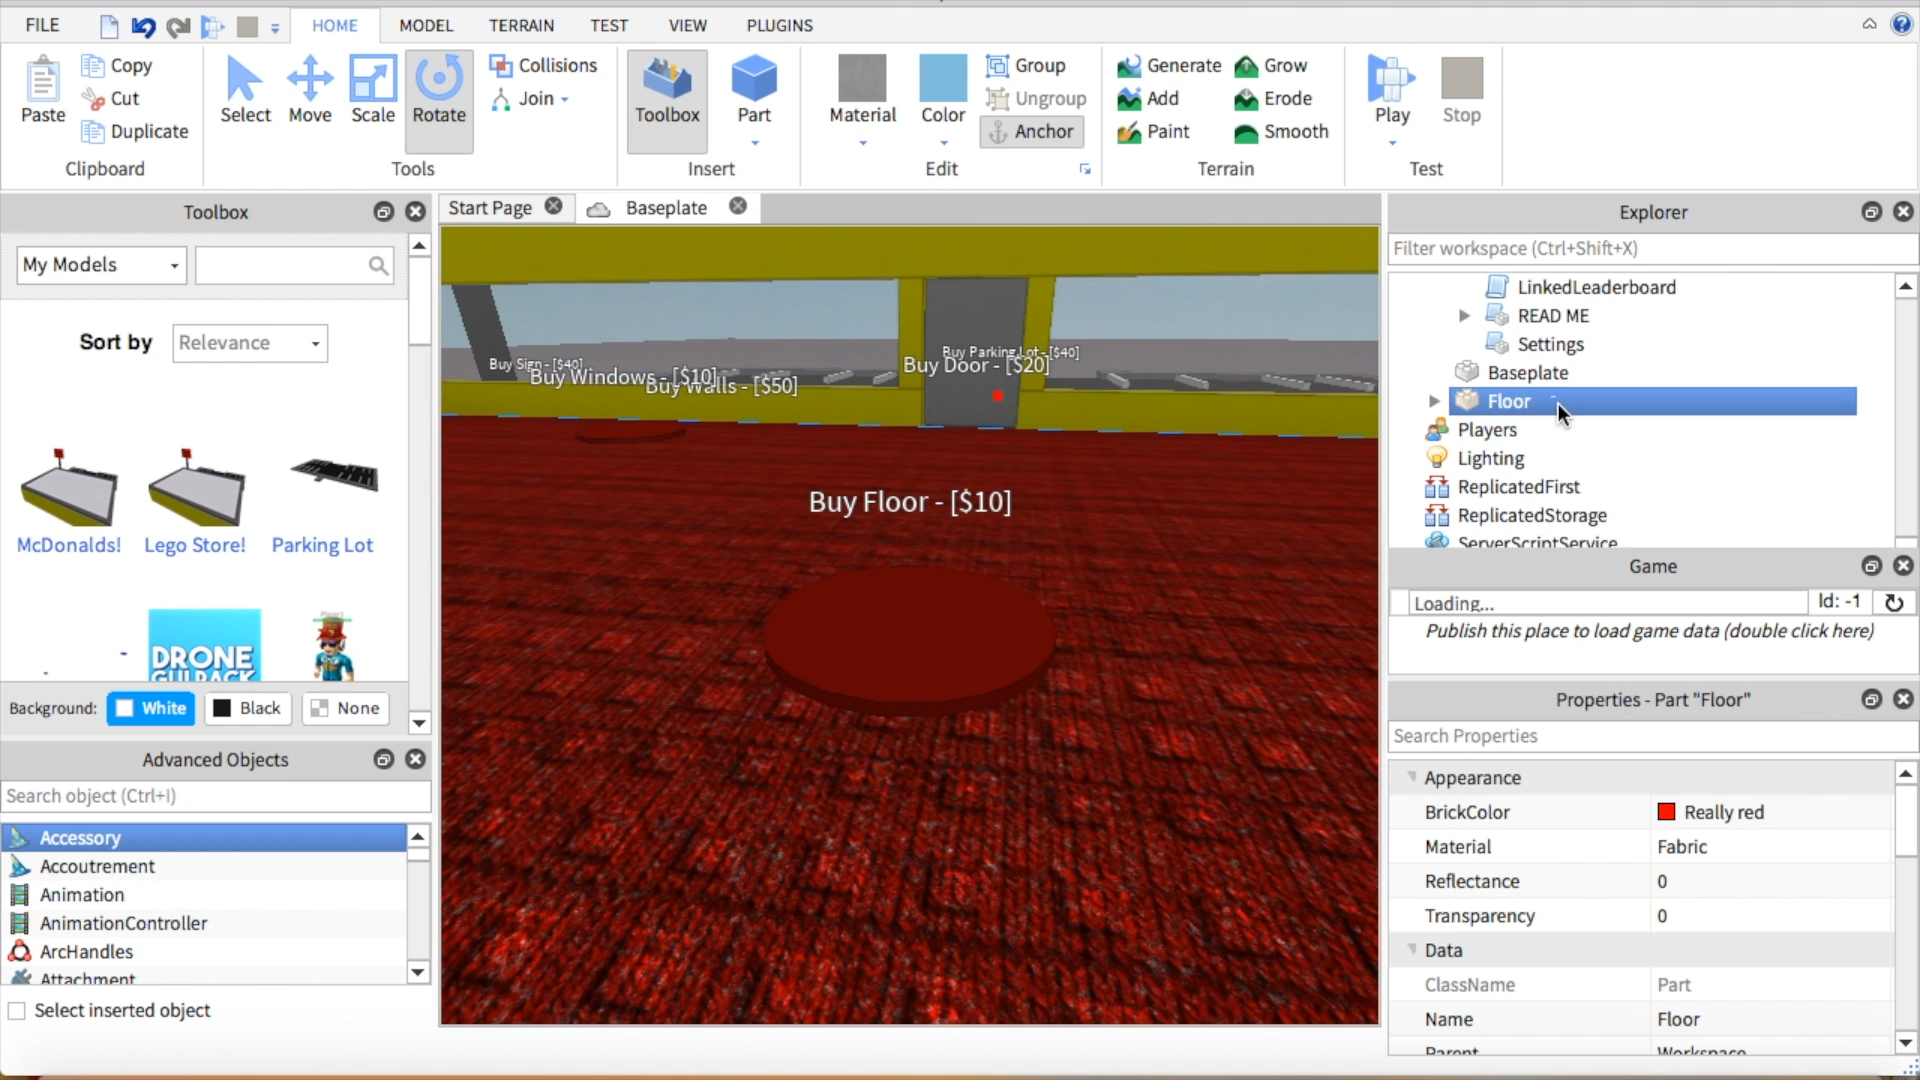 FILE
HOME
MODEL
TERRAIN
TEST
VIEW
PLUGINS
Paste
Copy
Cut
Duplicate
Clipboard
Select
Move
Scale
Rotate
Collisions
Join
Tools
Toolbox
Part
Insert
Material
Color
Group
Ungroup
Anchor
Edit
Generate
Add
Paint
Grow
Erode
Smooth
Terrain
Play
Stop
Test
Toolbox
My Models
Sort by
Relevance
McDonalds!
Lego Store!
Parking Lot
DRONE
Background:
White
Black
None
Advanced Objects
Search object (Ctrl+I)
Accessory
Accoutrement
Animation
AnimationController
ArcHandles
Attachment
Select inserted object
Start Page
Baseplate
Buy Sign - [$40]
Buy Windows - [$10]
Buy Walls - [$50]
Buy Parking Lot - [$40]
Buy Door - [$20]
Buy Floor - [$10]
Explorer
Filter workspace (Ctrl+Shift+X)
LinkedLeaderboard
READ ME
Settings
Baseplate
Floor
Players
Lighting
ReplicatedFirst
ReplicatedStorage
ServerScriptService
Game
Loading...
Id: -1
Publish this place to load game data (double click here)
Properties - Part "Floor"
Search Properties
Appearance
BrickColor Really red
Material Fabric
Reflectance 0
Transparency 0
Data
ClassName Part
Name Floor
Parent Workspace